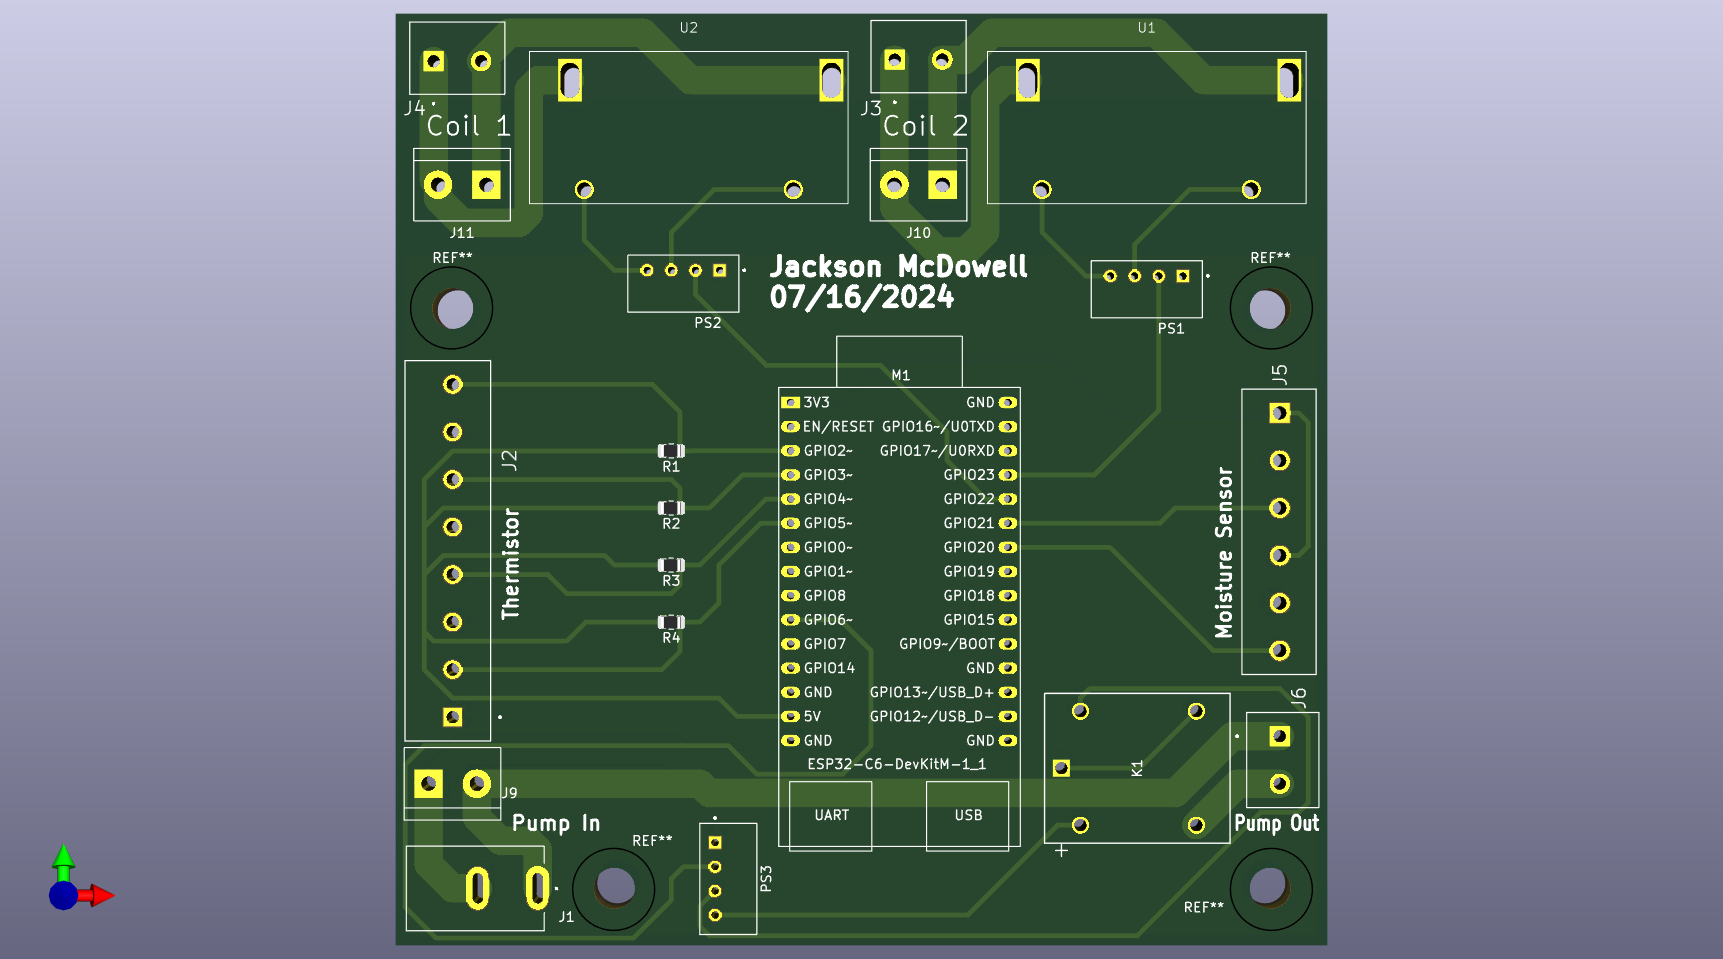 U2
U1
J4
Coil 1
J3
Coil 2
J11
J10
REF**
REF**
Jackson McDowell
07/16/2024
PS2
PS1
M1
J5
3V3
GND
EN/RESET
GPIO16~/U0TXD
GPIO2~
GPIO17~/U0RXD
GPIO3~
GPIO23
GPIO4~
GPIO22
GPIO5~
GPIO21
GPIO0~
GPIO20
GPIO1~
GPIO19
GPIO8
GPIO18
GPIO6~
GPIO15
GPIO7
GPIO9~/BOOT
GPIO14
GND
GND
GPIO13~/USB_D+
5V
GPIO12~/USB_D-
GND
GND
ESP32-C6-DevKitM-1_1
UART
USB
J2
R1
R2
R3
R4
Thermistor
Moisture Sensor
J6
K1
+
J9
Pump In
Pump Out
REF**
PS3
J1
REF**